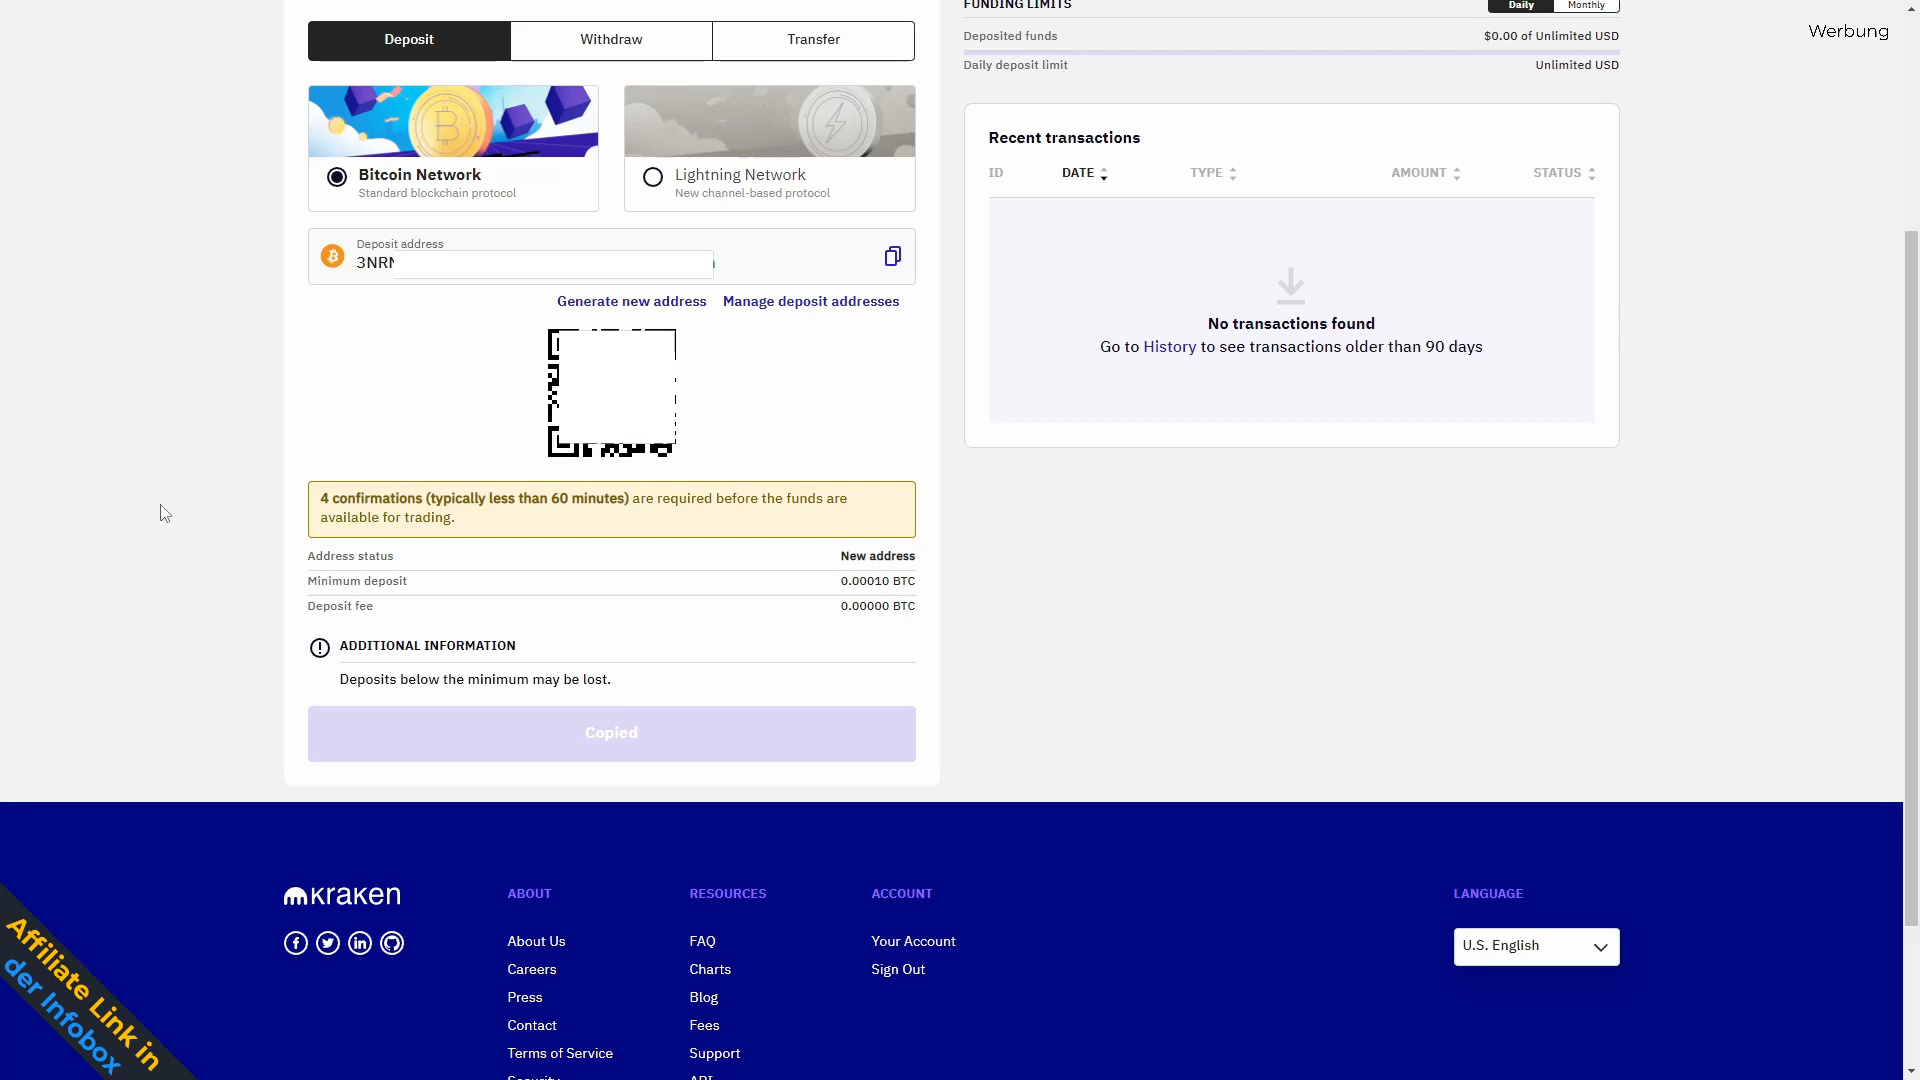 FUNDING LIMITS
Daily
Monthly
Werbung
Deposited funds
$0.00 of Unlimited USD
Daily deposit limit
Unlimited USD
Deposit
Withdraw
Transfer
Bitcoin Network
Standard blockchain protocol
Lightning Network
New channel-based protocol
Deposit address
3NRN
Generate new address
Manage deposit addresses
4 confirmations (typically less than 60 minutes) are required before the funds are
available for trading.
Address status
New address
Minimum deposit
0.00010 BTC
Deposit fee
0.00000 BTC
ADDITIONAL INFORMATION
Deposits below the minimum may be lost.
Copied
Recent transactions
ID
DATE
TYPE
AMOUNT
STATUS
No transactions found
Go to History to see transactions older than 90 days
kraken
ABOUT
About Us
Careers
Press
Contact
Terms of Service
Security
RESOURCES
FAQ
Charts
Blog
Fees
Support
API
ACCOUNT
Your Account
Sign Out
LANGUAGE
U.S. English
Affiliate Link in
der Infobox